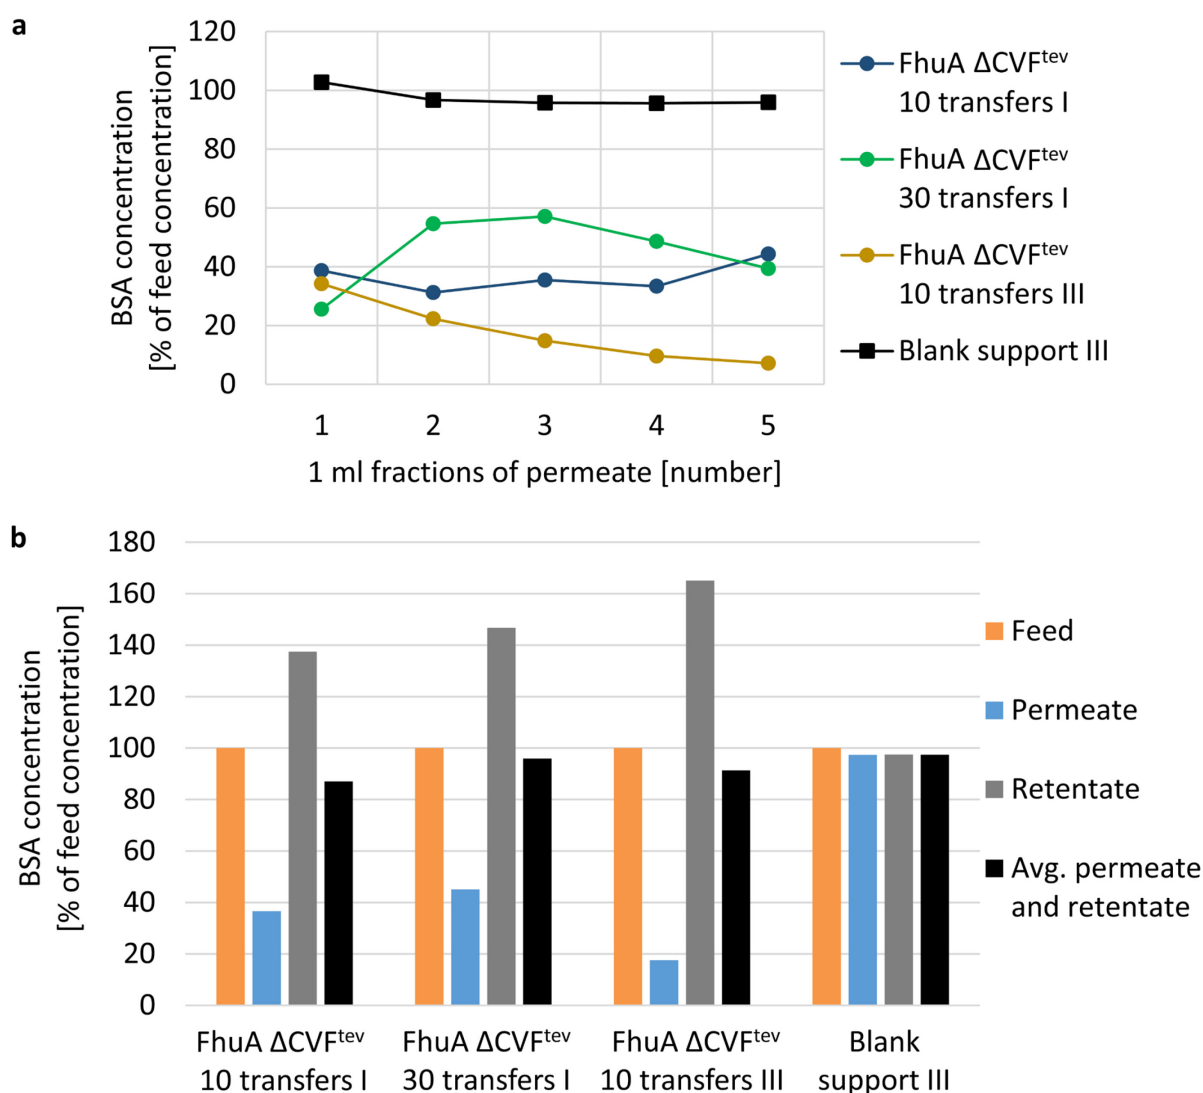 a
BSA concentration
[% of feed concentration]
120
100
80
60
40
20
0
1 2 3 4 5
1 ml fractions of permeate [number]
FhuA ΔCVFᵗᵉᵛ
10 transfers I
FhuA ΔCVFᵗᵉᵛ
30 transfers I
FhuA ΔCVFᵗᵉᵛ
10 transfers III
Blank support III
b
BSA concentration
[% of feed concentration]
180
160
140
120
100
80
60
40
20
0
FhuA ΔCVFᵗᵉᵛ
10 transfers I
FhuA ΔCVFᵗᵉᵛ
30 transfers I
FhuA ΔCVFᵗᵉᵛ
10 transfers III
Blank
support III
Feed
Permeate
Retentate
Avg. permeate
and retentate